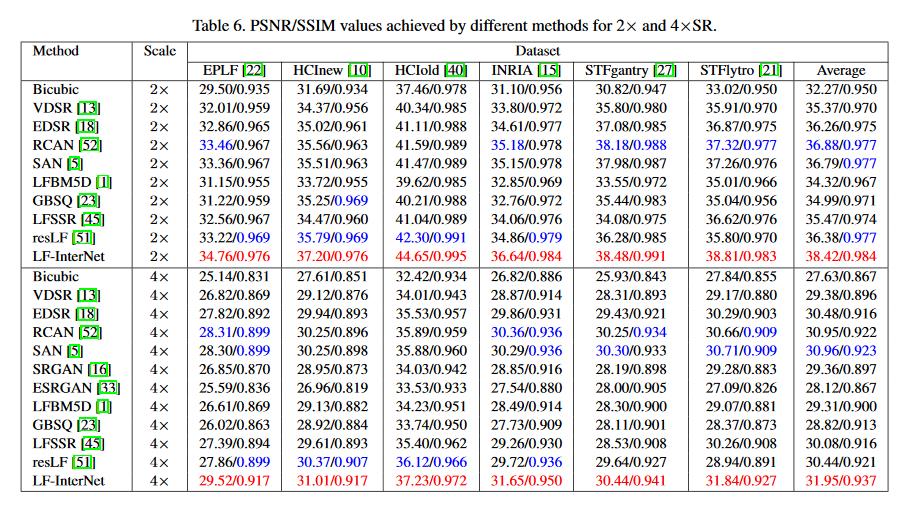 Table 6. PSNR/SSIM values achieved by different methods for 2× and 4×SR.
Method Scale Dataset
EPLF [22] HCInew [10] HCIold [40] INRIA [15] STFgantry [27] STFlytro [21] Average
Bicubic 2× 29.50/0.935 31.69/0.934 37.46/0.978 31.10/0.956 30.82/0.947 33.02/0.950 32.27/0.950
VDSR [13] 2× 32.01/0.959 34.37/0.956 40.34/0.985 33.80/0.972 35.80/0.980 35.91/0.970 35.37/0.970
EDSR [18] 2× 32.86/0.965 35.02/0.961 41.11/0.988 34.61/0.977 37.08/0.985 36.87/0.975 36.26/0.975
RCAN [52] 2× 33.46/0.967 35.56/0.963 41.59/0.989 35.18/0.978 38.18/0.988 37.32/0.977 36.88/0.977
SAN [5] 2× 33.36/0.967 35.51/0.963 41.47/0.989 35.15/0.978 37.98/0.987 37.26/0.976 36.79/0.977
LFBM5D [1] 2× 31.15/0.955 33.72/0.955 39.62/0.985 32.85/0.969 33.55/0.972 35.01/0.966 34.32/0.967
GBSQ [23] 2× 31.22/0.959 35.25/0.969 40.21/0.988 32.76/0.972 35.44/0.983 35.04/0.956 34.99/0.971
LFSSR [45] 2× 32.56/0.967 34.47/0.960 41.04/0.989 34.06/0.976 34.08/0.975 36.62/0.976 35.47/0.974
resLF [51] 2× 33.22/0.969 35.79/0.969 42.30/0.991 34.86/0.979 36.28/0.985 35.80/0.970 36.38/0.977
LF-InterNet 2× 34.76/0.976 37.20/0.976 44.65/0.995 36.64/0.984 38.48/0.991 38.81/0.983 38.42/0.984
Bicubic 4× 25.14/0.831 27.61/0.851 32.42/0.934 26.82/0.886 25.93/0.843 27.84/0.855 27.63/0.867
VDSR [13] 4× 26.82/0.869 29.12/0.876 34.01/0.943 28.87/0.914 28.31/0.893 29.17/0.880 29.38/0.896
EDSR [18] 4× 27.82/0.892 29.94/0.893 35.53/0.957 29.86/0.931 29.43/0.921 30.29/0.903 30.48/0.916
RCAN [52] 4× 28.31/0.899 30.25/0.896 35.89/0.959 30.36/0.936 30.25/0.934 30.66/0.909 30.95/0.922
SAN [5] 4× 28.30/0.899 30.25/0.898 35.88/0.960 30.29/0.936 30.30/0.933 30.71/0.909 30.96/0.923
SRGAN [16] 4× 26.85/0.870 28.95/0.873 34.03/0.942 28.85/0.916 28.19/0.898 29.28/0.883 29.36/0.897
ESRGAN [33] 4× 25.59/0.836 26.96/0.819 33.53/0.933 27.54/0.880 28.00/0.905 27.09/0.826 28.12/0.867
LFBM5D [1] 4× 26.61/0.869 29.13/0.882 34.23/0.951 28.49/0.914 28.30/0.900 29.07/0.881 29.31/0.900
GBSQ [23] 4× 26.02/0.863 28.92/0.884 33.74/0.950 27.73/0.909 28.11/0.901 28.37/0.873 28.82/0.913
LFSSR [45] 4× 27.39/0.894 29.61/0.893 35.40/0.962 29.26/0.930 28.53/0.908 30.26/0.908 30.08/0.916
resLF [51] 4× 27.86/0.899 30.37/0.907 36.12/0.966 29.72/0.936 29.64/0.927 28.94/0.891 30.44/0.921
LF-InterNet 4× 29.52/0.917 31.01/0.917 37.23/0.972 31.65/0.950 30.44/0.941 31.84/0.927 31.95/0.937